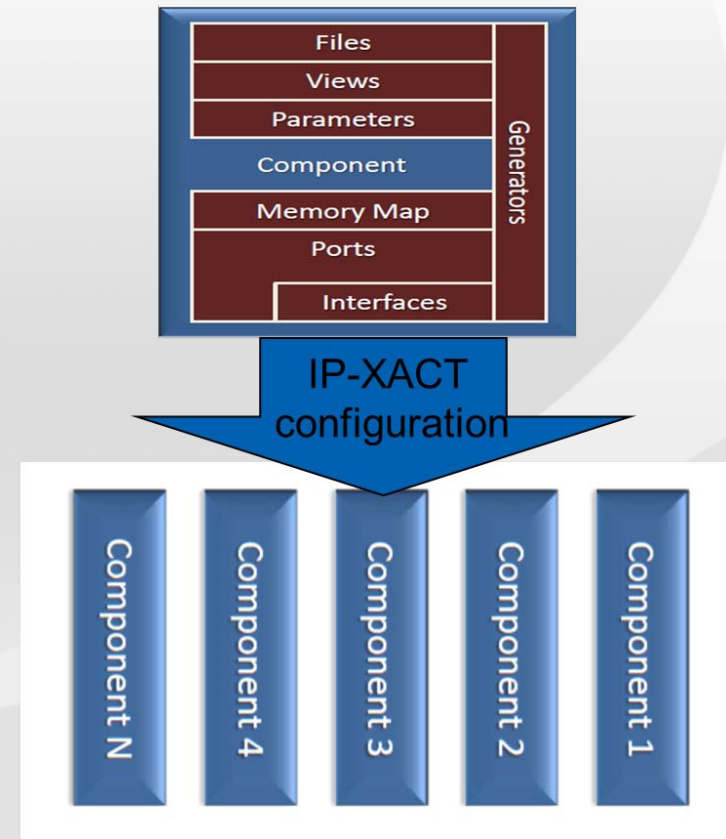 Files
Views
Parameters
Generators
Component
Memory Map
Ports
Interfaces
IP-XACT
configuration
Component N
Component 4
Component 3
Component 2
Component 1